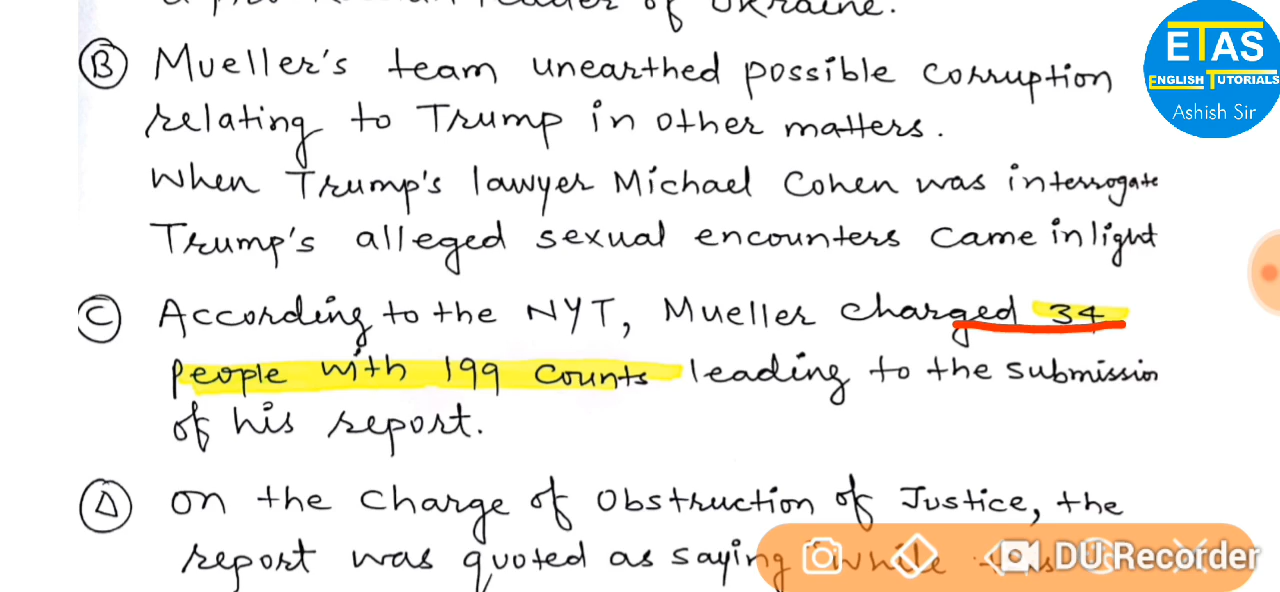 of Ukraine.
Ⓑ Mueller's team unearthed possible corruption
relating to Trump in other matters.
When Trump's lawyer Michael Cohen was interrogate
Trump's alleged sexual encounters came in light
Ⓒ According to the NYT, Mueller charged 34
people with 199 counts leading to the submission
of his report.
Ⓓ on the charge of Obstruction of Justice, the
report was quoted as saying "while
ETAS
ENGLISH TUTORIALS
Ashish Sir
DU Recorder